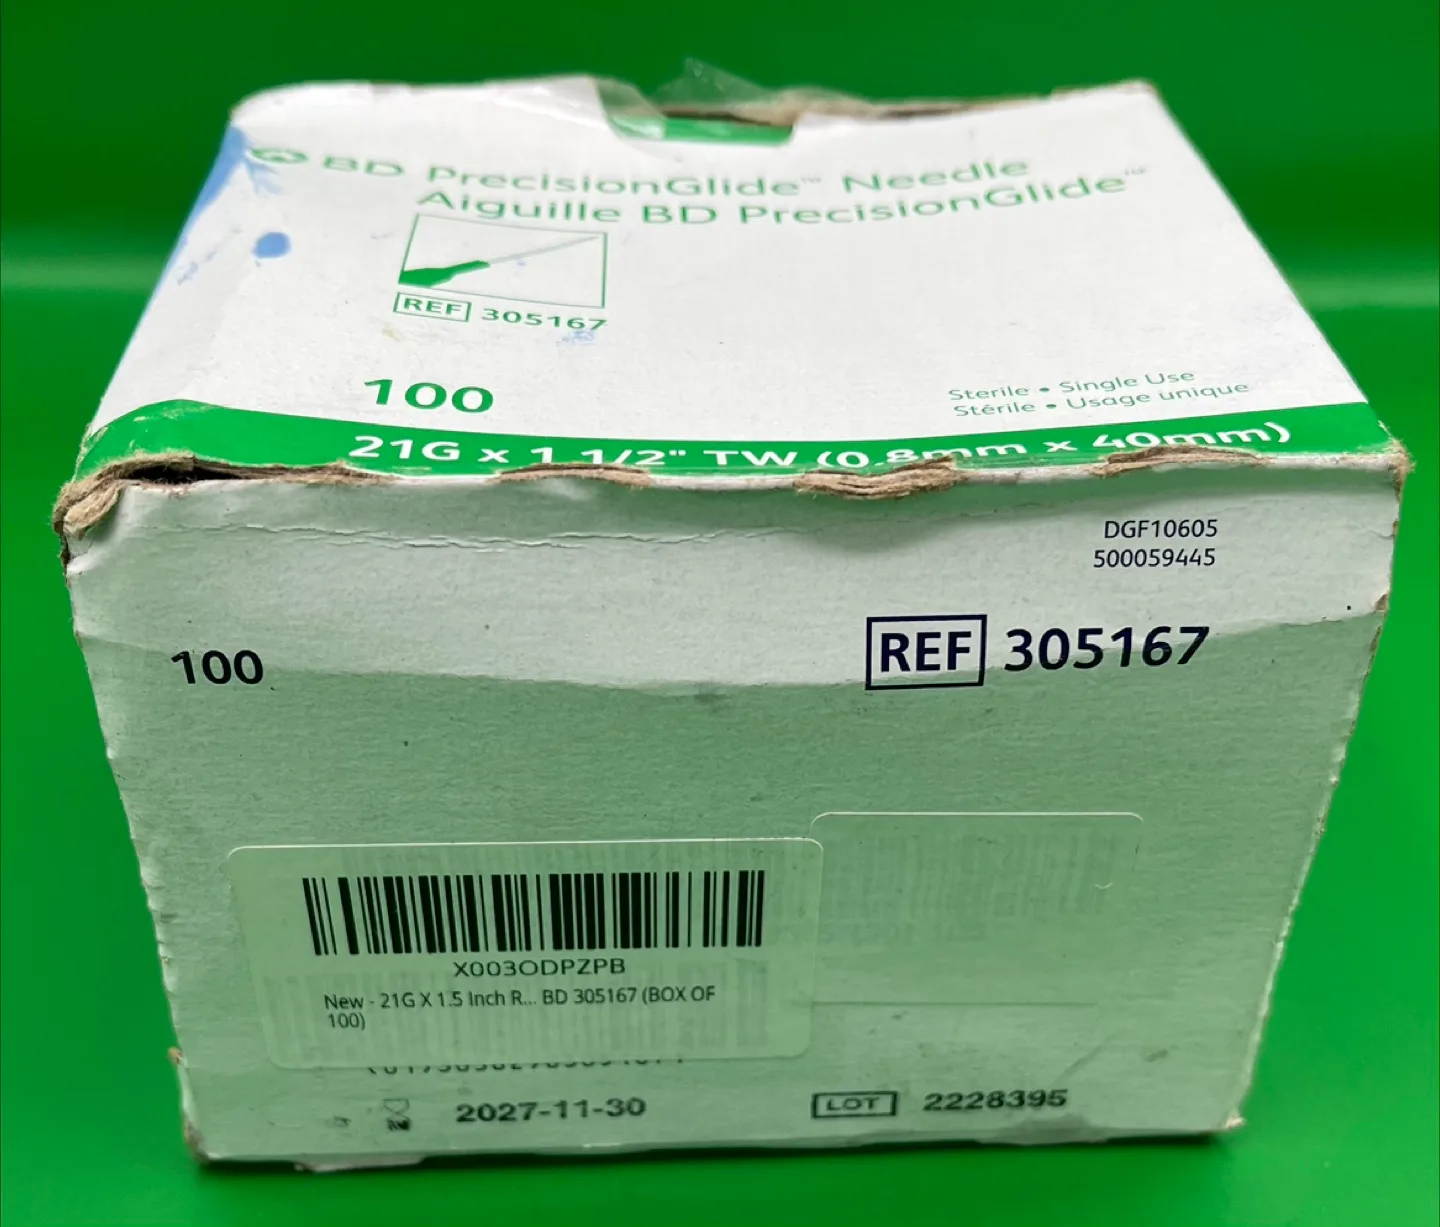 BD PrecisionGlide™ Needle
Aiguille BD PrecisionGlide™
REF 305167
100
Sterile • Single Use
Stérile • Usage unique
21G x 1 1/2" TW (0.8mm x 40mm)
DGF10605
500059445
100
REF 305167
X003ODPZPB
New - 21G X 1.5 Inch R... BD 305167 (BOX OF
100)
2027-11-30
LOT 2228395